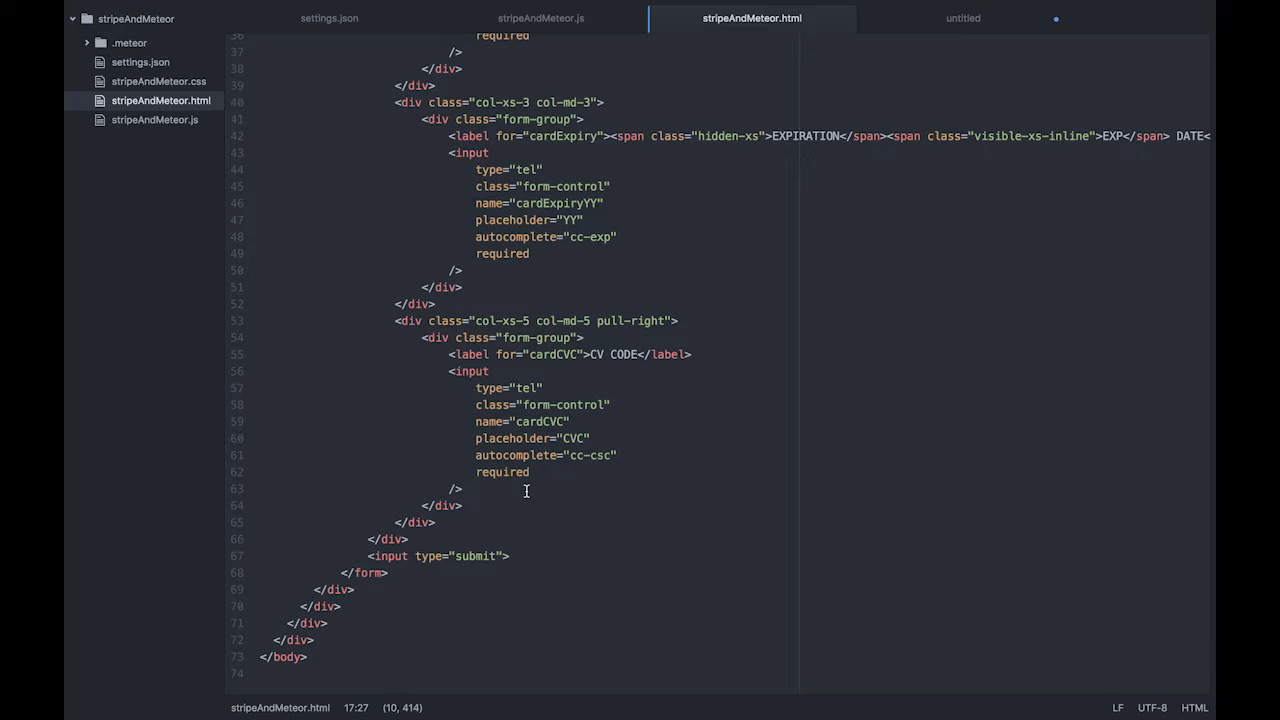 stripeAndMeteor
settings.json
stripeAndMeteor.js
stripeAndMeteor.html
untitled
.meteor
settings.json
stripeAndMeteor.css
stripeAndMeteor.html
stripeAndMeteor.js
36 required
37 />
38 </div>
39 </div>
40 <div class="col-xs-3 col-md-3">
41 <div class="form-group">
42 <label for="cardExpiry"><span class="hidden-xs">EXPIRATION</span><span class="visible-xs-inline">EXP</span> DATE<
43 <input
44 type="tel"
45 class="form-control"
46 name="cardExpiryYY"
47 placeholder="YY"
48 autocomplete="cc-exp"
49 required
50 />
51 </div>
52 </div>
53 <div class="col-xs-5 col-md-5 pull-right">
54 <div class="form-group">
55 <label for="cardCVC">CV CODE</label>
56 <input
57 type="tel"
58 class="form-control"
59 name="cardCVC"
60 placeholder="CVC"
61 autocomplete="cc-csc"
62 required
63 />
64 </div>
65 </div>
66 </div>
67 <input type="submit">
68 </form>
69 </div>
70 </div>
71 </div>
72 </div>
73 </body>
74
stripeAndMeteor.html 17:27 (10, 414) LF UTF-8 HTML